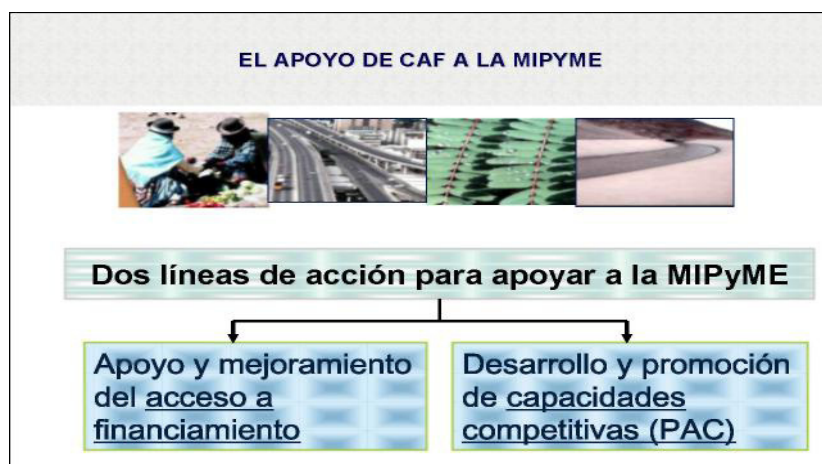 EL APOYO DE CAF A LA MIPYME
Dos líneas de acción para apoyar a la MIPyME
Apoyo y mejoramiento
del acceso a
financiamiento
Desarrollo y promoción
de capacidades
competitivas (PAC)